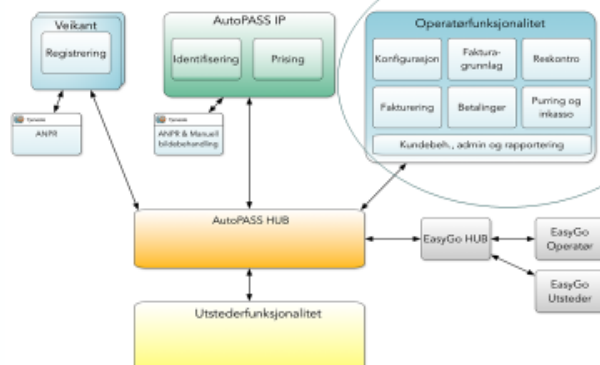 Veikant
Registrering
ANPR
AutoPASS IP
Identifisering
Prising
ANPR & Manuell
bildebehandling
Operatørfunksjonalitet
Konfigurasjon
Faktura-
grunnlag
Reskontro
Fakturering
Betalinger
Purring og
inkasso
Kundebeh., admin og rapportering
AutoPASS HUB
EasyGo HUB
EasyGo
Operatør
EasyGo
Utsteder
Utstederfunksjonalitet